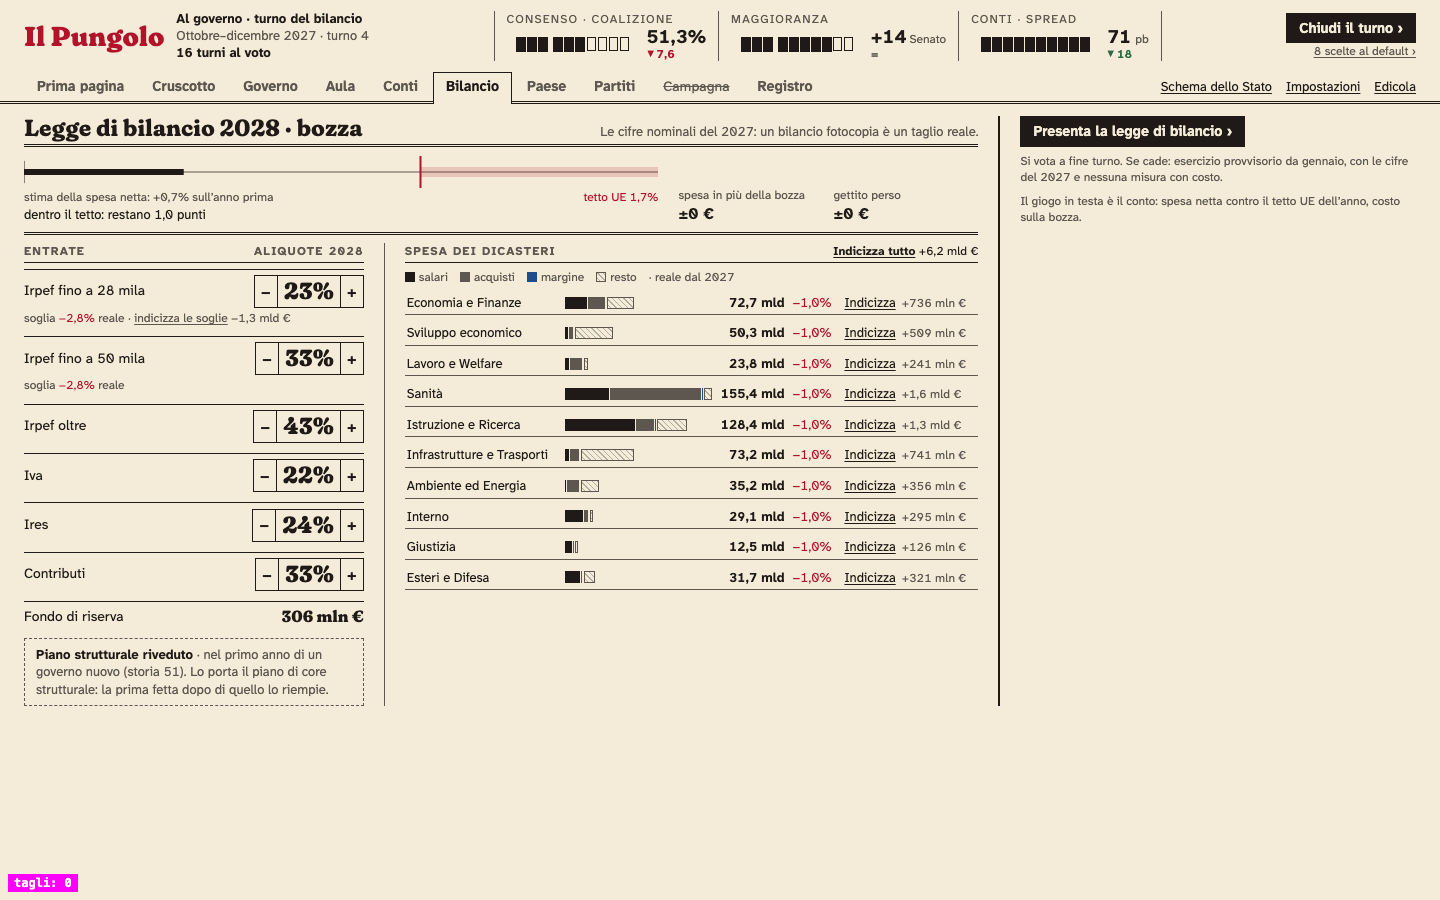 Il Pungolo
Al governo · turno del bilancio
Ottobre–dicembre 2027 · turno 4
16 turni al voto
CONSENSO · COALIZIONE
51,3%
▼7,6
MAGGIORANZA
+14 Senato
=
CONTI · SPREAD
71 pb
▼18
Chiudi il turno ›
8 scelte al default ›
Prima pagina Cruscotto Governo Aula Conti Bilancio Paese Partiti Campagna Registro
Schema dello Stato Impostazioni Edicola
Legge di bilancio 2028 · bozza
Le cifre nominali del 2027: un bilancio fotocopia è un taglio reale.
stima della spesa netta: +0,7% sull’anno prima
tetto UE 1,7%
dentro il tetto: restano 1,0 punti
spesa in più della bozza
±0 €
gettito perso
±0 €
ENTRATE ALIQUOTE 2028
Irpef fino a 28 mila – 23% +
soglia –2,8% reale · indicizza le soglie –1,3 mld €
Irpef fino a 50 mila – 33% +
soglia –2,8% reale
Irpef oltre – 43% +
Iva – 22% +
Ires – 24% +
Contributi – 33% +
Fondo di riserva 306 mln €
Piano strutturale riveduto · nel primo anno di un
governo nuovo (storia 51). Lo porta il piano di core
strutturale: la prima fetta dopo di quello lo riempie.
SPESA DEI DICASTERI
Indicizza tutto +6,2 mld €
salari acquisti margine resto · reale dal 2027
Economia e Finanze 72,7 mld –1,0% Indicizza +736 mln €
Sviluppo economico 50,3 mld –1,0% Indicizza +509 mln €
Lavoro e Welfare 23,8 mld –1,0% Indicizza +241 mln €
Sanità 155,4 mld –1,0% Indicizza +1,6 mld €
Istruzione e Ricerca 128,4 mld –1,0% Indicizza +1,3 mld €
Infrastrutture e Trasporti 73,2 mld –1,0% Indicizza +741 mln €
Ambiente ed Energia 35,2 mld –1,0% Indicizza +356 mln €
Interno 29,1 mld –1,0% Indicizza +295 mln €
Giustizia 12,5 mld –1,0% Indicizza +126 mln €
Esteri e Difesa 31,7 mld –1,0% Indicizza +321 mln €
Presenta la legge di bilancio ›
Si vota a fine turno. Se cade: esercizio provvisorio da gennaio, con le cifre
del 2027 e nessuna misura con costo.
Il giogo in testa è il conto: spesa netta contro il tetto UE dell’anno, costo
sulla bozza.
tagli: 0